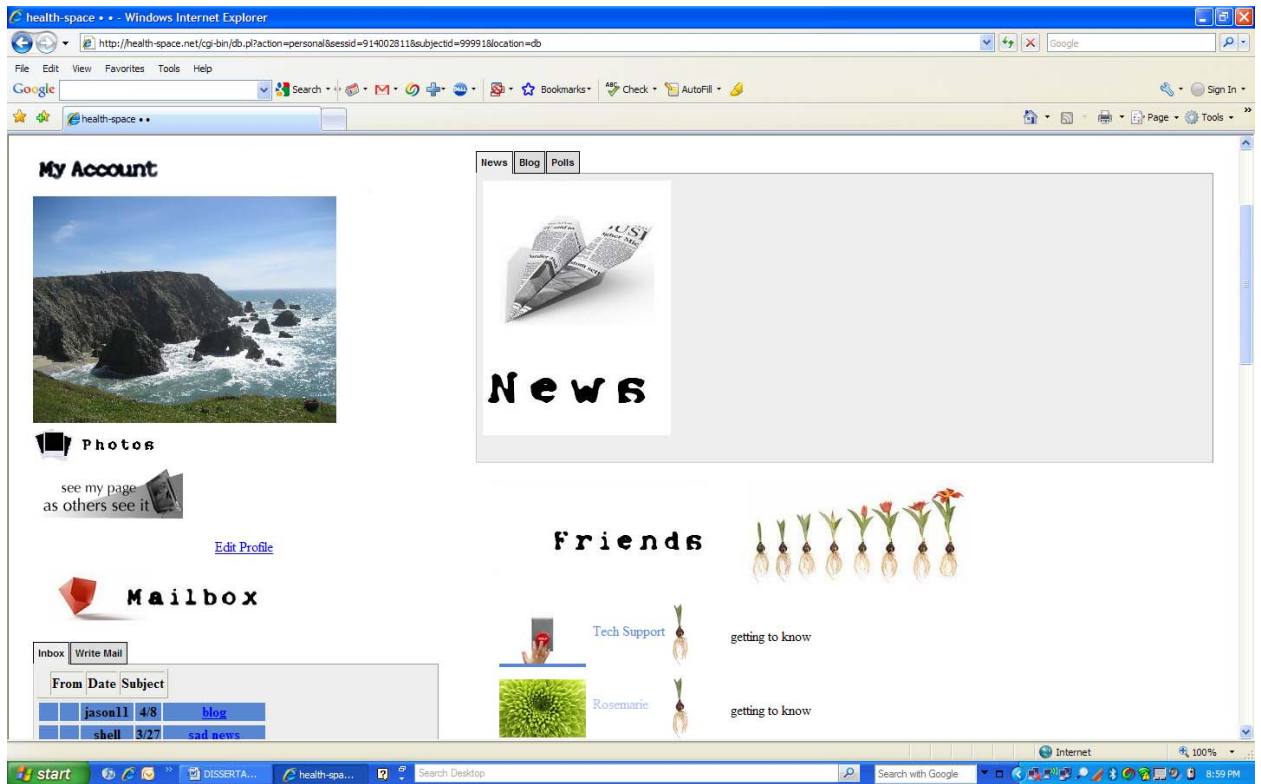 health-space • • - Windows Internet Explorer
http://health-space.net/cgi-bin/db.pl?action=personal&sessid=914002811&subjectid=99991&location=db
Google
File Edit View Favorites Tools Help
Google Search Bookmarks Check AutoFill Sign In
health-space • • Page Tools
My Account
News Blog Polls
News
Photos
see my page
as others see it
Edit Profile
Friends
Mailbox
Tech Support getting to know
Inbox Write Mail
From Date Subject
Rosemarie getting to know
jason11 4/8 blog
shell 3/27 sad news
Internet 100%
start DISSERTA... health-spa... Search Desktop Search with Google 8:59 PM